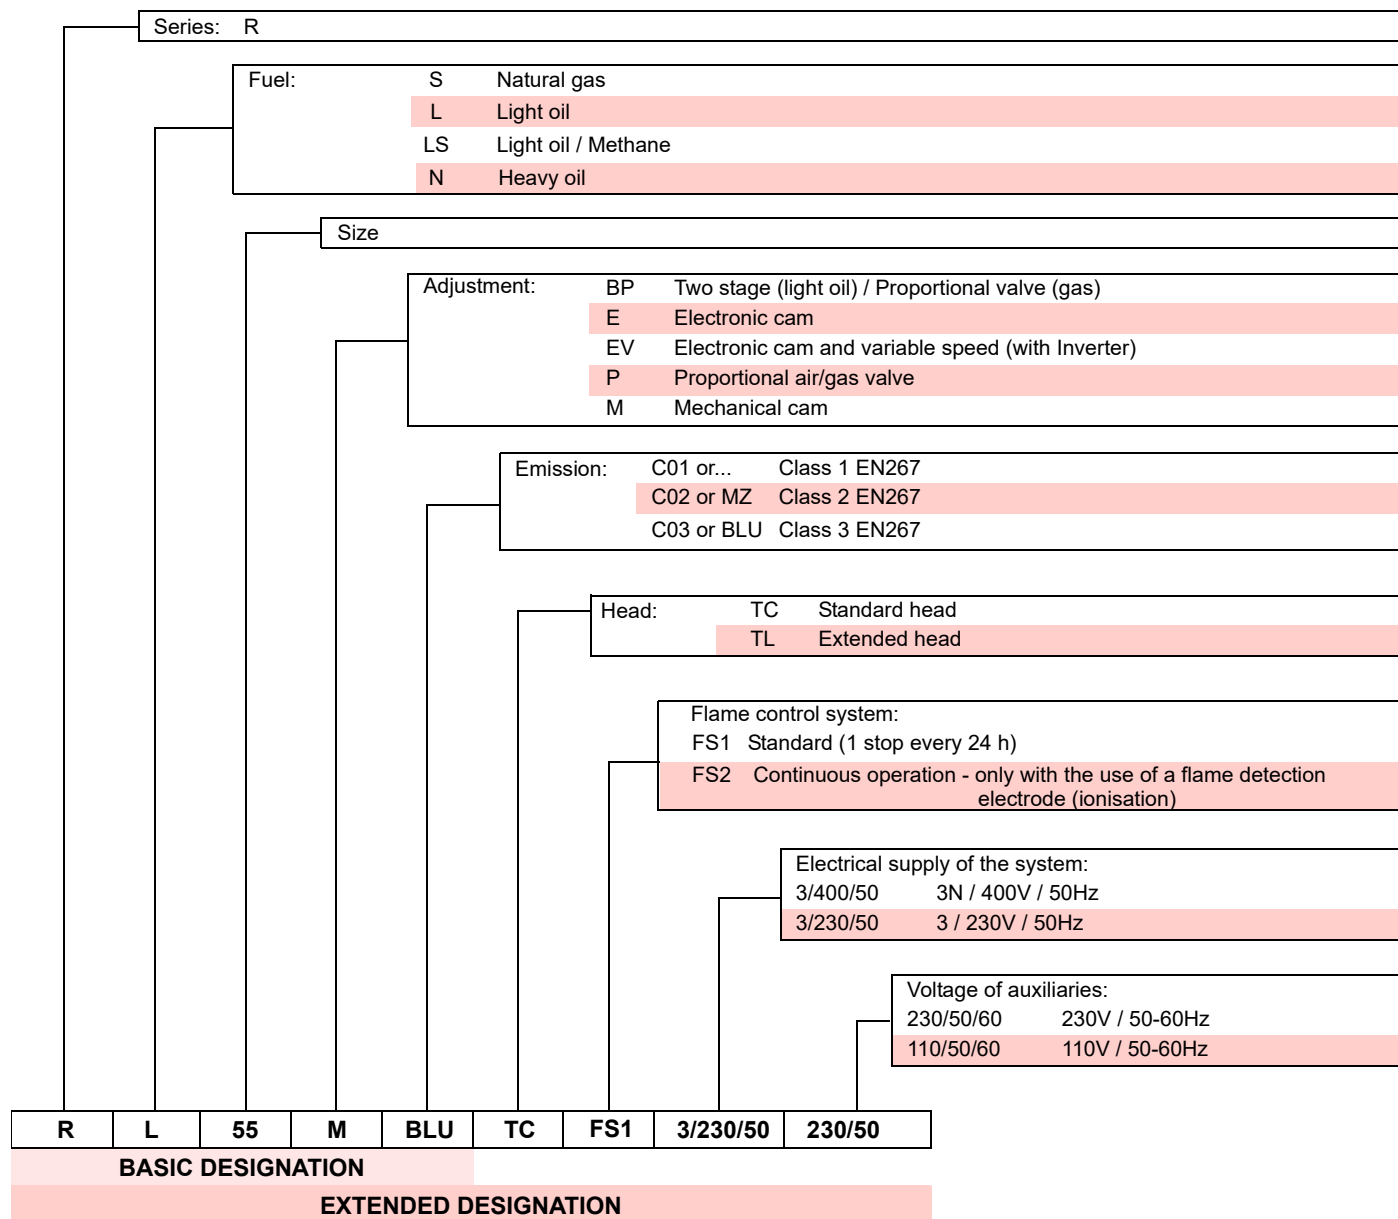 Series: R
Fuel: S Natural gas
L Light oil
LS Light oil / Methane
N Heavy oil
Size
Adjustment: BP Two stage (light oil) / Proportional valve (gas)
E Electronic cam
EV Electronic cam and variable speed (with Inverter)
P Proportional air/gas valve
M Mechanical cam
Emission: C01 or... Class 1 EN267
C02 or MZ Class 2 EN267
C03 or BLU Class 3 EN267
Head: TC Standard head
TL Extended head
Flame control system:
FS1 Standard (1 stop every 24 h)
FS2 Continuous operation - only with the use of a flame detection
electrode (ionisation)
Electrical supply of the system:
3/400/50 3N / 400V / 50Hz
3/230/50 3 / 230V / 50Hz
Voltage of auxiliaries:
230/50/60 230V / 50-60Hz
110/50/60 110V / 50-60Hz
R L 55 M BLU TC FS1 3/230/50 230/50
BASIC DESIGNATION
EXTENDED DESIGNATION